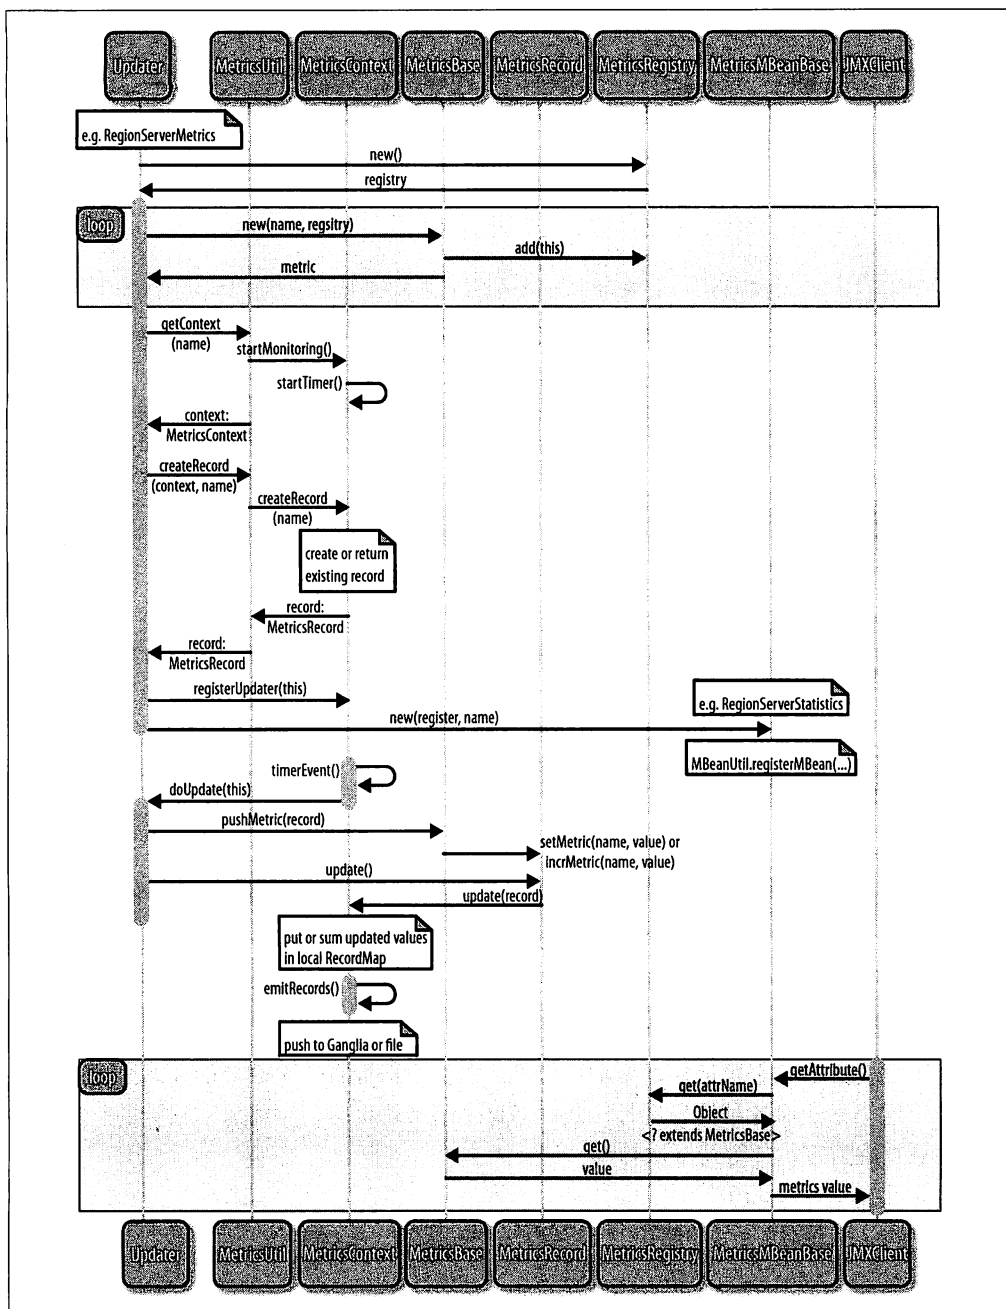 Updater MetricsUtil MetricsContext MetricsBase MetricsRecord MetricsRegistry MetricsMBeanBase JMXClient
e.g. RegionServerMetrics
new()
registry
loop
new(name, regsitry)
add(this)
metric
getContext
(name)
startMonitoring()
startTimer()
context:
MetricsContext
createRecord
(context, name)
createRecord
(name)
create or return
existing record
record:
MetricsRecord
record:
MetricsRecord
registerUpdater(this)
e.g. RegionServerStatistics
new(register, name)
MBeanUtil.registerMBean(...)
timerEvent()
doUpdate(this)
pushMetric(record)
setMetric(name, value) or
incrMetric(name, value)
update()
update(record)
put or sum updated values
in local RecordMap
emitRecords()
push to Ganglia or file
loop
getAttribute()
get(attrName)
Object
<? extends MetricsBase>
get()
value
metrics value
Updater MetricsUtil MetricsContext MetricsBase MetricsRecord MetricsRegistry MetricsMBeanBase JMXClient